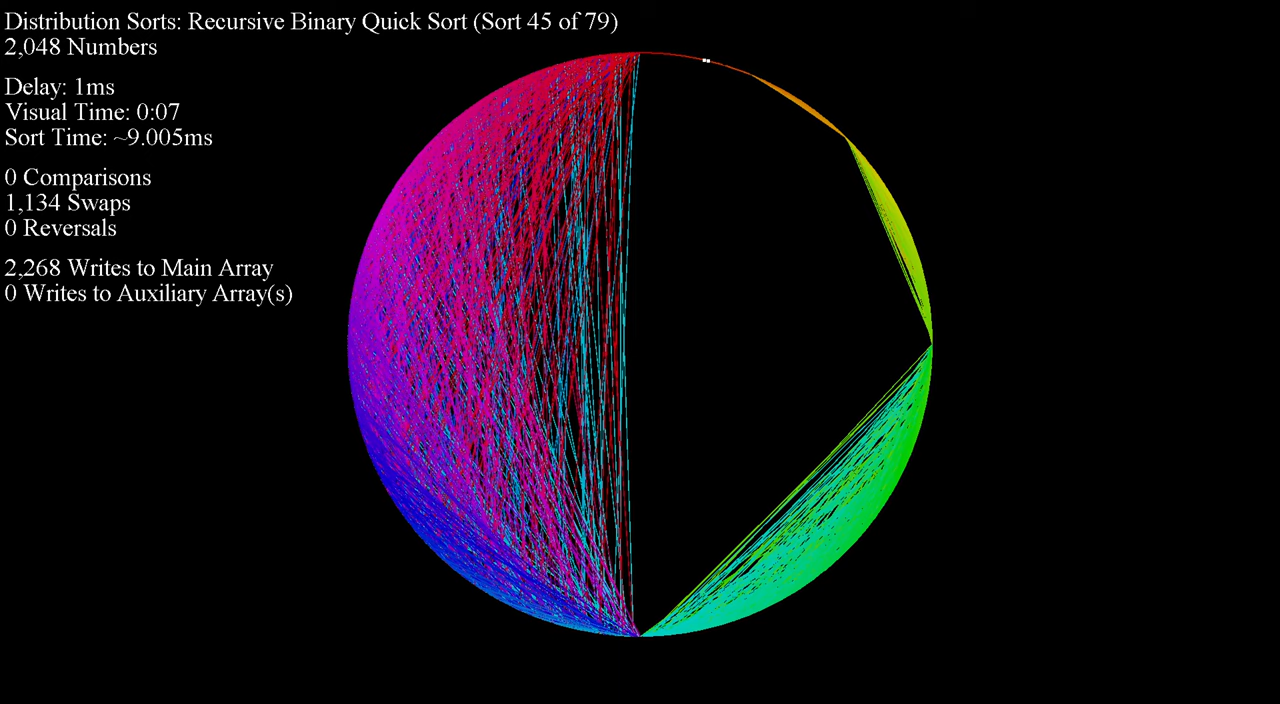 Distribution Sorts: Recursive Binary Quick Sort (Sort 45 of 79)
2,048 Numbers
Delay: 1ms
Visual Time: 0:07
Sort Time: ~9.005ms
0 Comparisons
1,134 Swaps
0 Reversals
2,268 Writes to Main Array
0 Writes to Auxiliary Array(s)